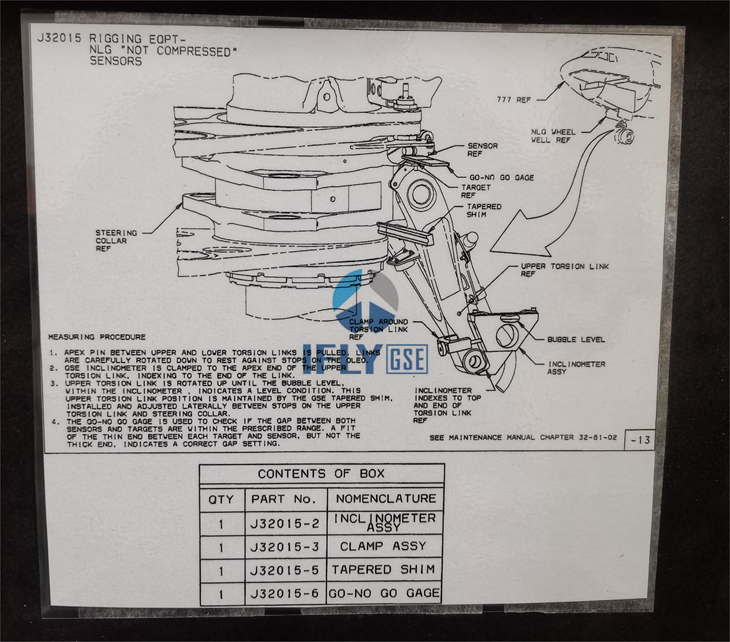 J32015 RIGGING EQPT-
NLG "NOT COMPRESSED"
SENSORS
777 REF
NLG WHEEL
WELL REF
SENSOR
REF
GO-NO GO GAGE
TARGET
REF
TAPERED
SHIM
STEERING
COLLAR
REF
UPPER TORSION LINK
REF
CLAMP AROUND
TORSION LINK
REF
BUBBLE LEVEL
INCLINOMETER
ASSY
IFLY GSE
MEASURING PROCEDURE
1. APEX PIN BETWEEN UPPER AND LOWER TORSION LINKS IS PULLED. LINKS
ARE CAREFULLY ROTATED DOWN TO REST AGAINST STOPS ON THE OLEO.
2. GSE INCLINOMETER IS CLAMPED TO THE APEX END OF THE UPPER
TORSION LINK, INDEXING TO THE END OF THE LINK.
3. UPPER TORSION LINK IS ROTATED UP UNTIL THE BUBBLE LEVEL,
WITHIN THE INCLINOMETER , INDICATES A LEVEL CONDITION. THIS
UPPER TORSION LINK POSITION IS MAINTAINED BY THE GSE TAPERED SHIM,
INSTALLED AND ADJUSTED LATERALLY BETWEEN STOPS ON THE UPPER
TORSION LINK AND STEERING COLLAR.
4. THE GO-NO GO GAGE IS USED TO CHECK IF THE GAP BETWEEN BOTH
SENSORS AND TARGETS ARE WITHIN THE PRESCRIBED RANGE. A FIT
OF THE THIN END BETWEEN EACH TARGET AND SENSOR, BUT NOT THE
THICK END, INDICATES A CORRECT GAP SETTING.
INCLINOMETER
INDEXES TO TOP
AND END OF
TORSION LINK
REF
SEE MAINTENANCE MANUAL CHAPTER 32-61-02
-13
CONTENTS OF BOX
QTY PART No. NOMENCLATURE
1 J32015-2 INCLINOMETER
ASSY
1 J32015-3 CLAMP ASSY
1 J32015-5 TAPERED SHIM
1 J32015-6 GO-NO GO GAGE